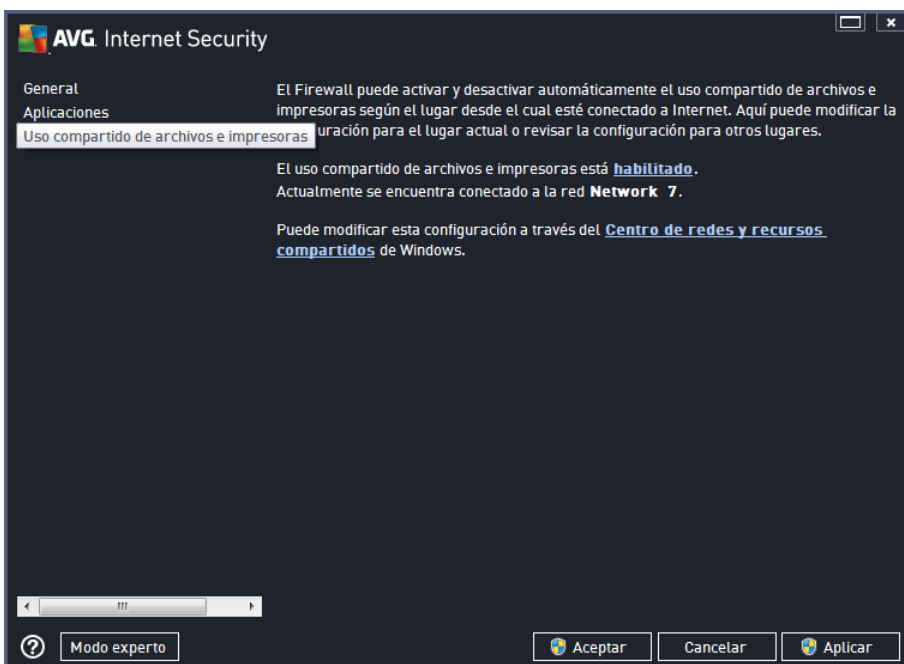 AVG. Internet Security
General
Aplicaciones
Uso compartido de archivos e impresoras
El Firewall puede activar y desactivar automáticamente el uso compartido de archivos e
impresoras según el lugar desde el cual esté conectado a Internet. Aquí puede modificar la
uración para el lugar actual o revisar la configuración para otros lugares.
El uso compartido de archivos e impresoras está habilitado.
Actualmente se encuentra conectado a la red Network 7.
Puede modificar esta configuración a través del Centro de redes y recursos
compartidos de Windows.
Modo experto
Aceptar
Cancelar
Aplicar